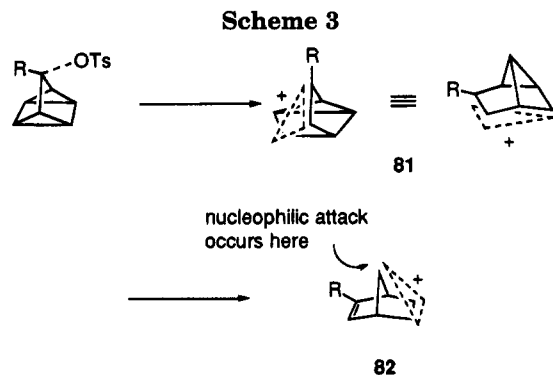 Scheme 3
R OTs
+ R
R +
81
nucleophilic attack
occurs here
R +
82